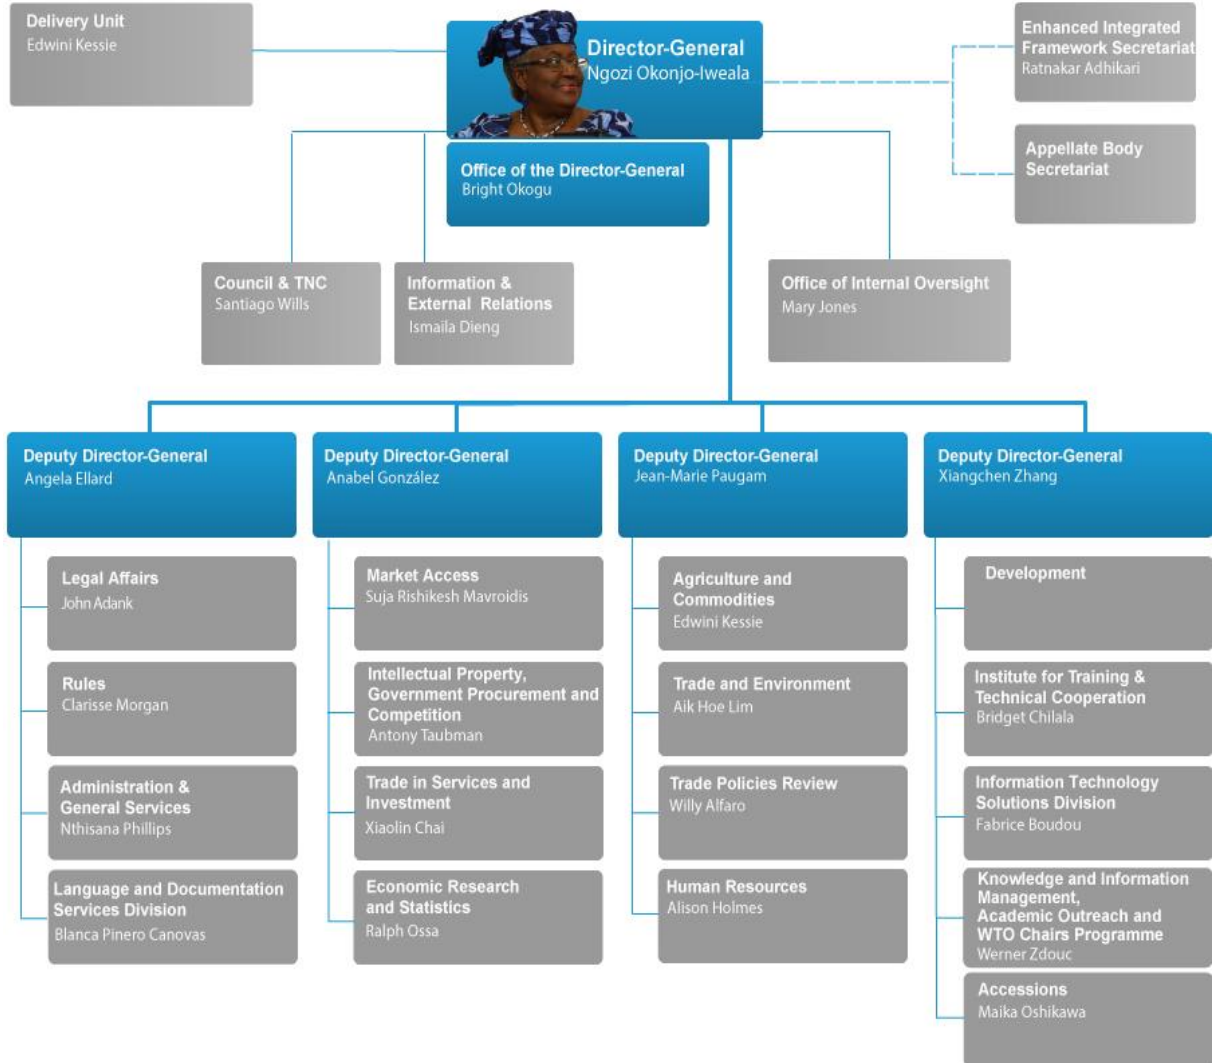 Delivery Unit
Edwini Kessie
Director-General
Ngozi Okonjo-Iweala
Enhanced Integrated
Framework Secretariat
Ratnakar Adhikari
Appellate Body
Secretariat
Office of the Director-General
Bright Okogu
Council & TNC
Santiago Wills
Information &
External Relations
Ismaila Dieng
Office of Internal Oversight
Mary Jones
Deputy Director-General
Angela Ellard
Deputy Director-General
Anabel González
Deputy Director-General
Jean-Marie Paugam
Deputy Director-General
Xiangchen Zhang
Legal Affairs
John Adank
Rules
Clarisse Morgan
Administration &
General Services
Nthisana Phillips
Language and Documentation
Services Division
Blanca Pinero Canovas
Market Access
Suja Rishikesh Mavroidis
Intellectual Property,
Government Procurement and
Competition
Antony Taubman
Trade in Services and
Investment
Xiaolin Chai
Economic Research
and Statistics
Ralph Ossa
Agriculture and
Commodities
Edwini Kessie
Trade and Environment
Aik Hoe Lim
Trade Policies Review
Willy Alfaro
Human Resources
Alison Holmes
Development
Institute for Training &
Technical Cooperation
Bridget Chilala
Information Technology
Solutions Division
Fabrice Boudou
Knowledge and Information
Management,
Academic Outreach and
WTO Chairs Programme
Werner Zdouc
Accessions
Maika Oshikawa